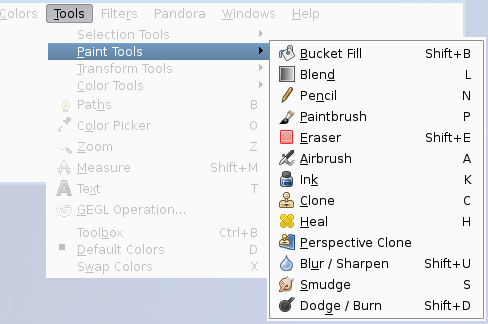 Colors Tools Filters Pandora Windows Help
Selection Tools
Paint Tools
Transform Tools
Color Tools
Paths B
Color Picker O
Zoom Z
Measure Shift+M
Text T
GEGL Operation...
Toolbox Ctrl+B
Default Colors D
Swap Colors X
Bucket Fill Shift+B
Blend L
Pencil N
Paintbrush P
Eraser Shift+E
Airbrush A
Ink K
Clone C
Heal H
Perspective Clone
Blur / Sharpen Shift+U
Smudge S
Dodge / Burn Shift+D